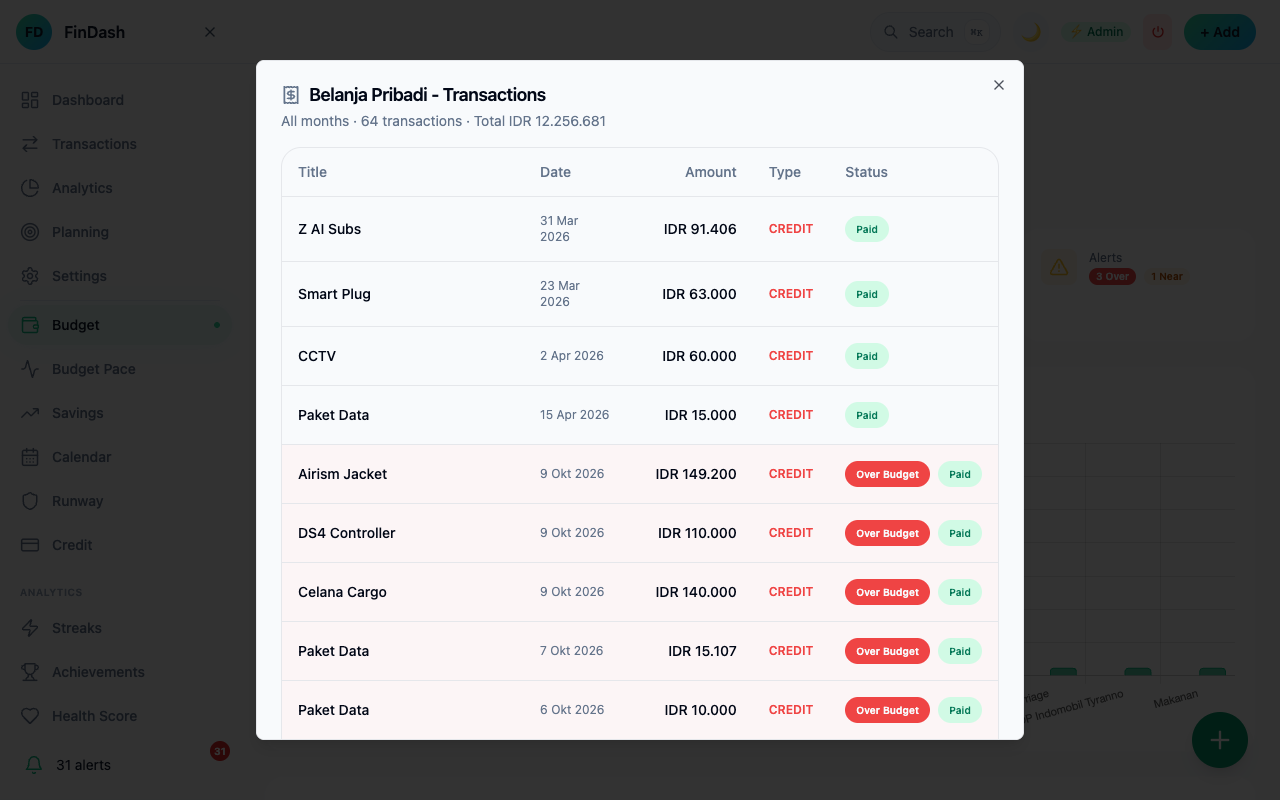 FD FinDash
Search ⌘K
Admin
+ Add
Dashboard
Transactions
Analytics
Planning
Settings
Budget
Budget Pace
Savings
Calendar
Runway
Credit
ANALYTICS
Streaks
Achievements
Health Score
31 alerts
31
Belanja Pribadi - Transactions
All months · 64 transactions · Total IDR 12.256.681
Title Date Amount Type Status
Z AI Subs 31 Mar 2026 IDR 91.406 CREDIT Paid
Smart Plug 23 Mar 2026 IDR 63.000 CREDIT Paid
CCTV 2 Apr 2026 IDR 60.000 CREDIT Paid
Paket Data 15 Apr 2026 IDR 15.000 CREDIT Paid
Airism Jacket 9 Okt 2026 IDR 149.200 CREDIT Over Budget Paid
DS4 Controller 9 Okt 2026 IDR 110.000 CREDIT Over Budget Paid
Celana Cargo 9 Okt 2026 IDR 140.000 CREDIT Over Budget Paid
Paket Data 7 Okt 2026 IDR 15.107 CREDIT Over Budget Paid
Paket Data 6 Okt 2026 IDR 10.000 CREDIT Over Budget Paid
Alerts
3 Over 1 Near
Indomobil Tyranno
Makanan